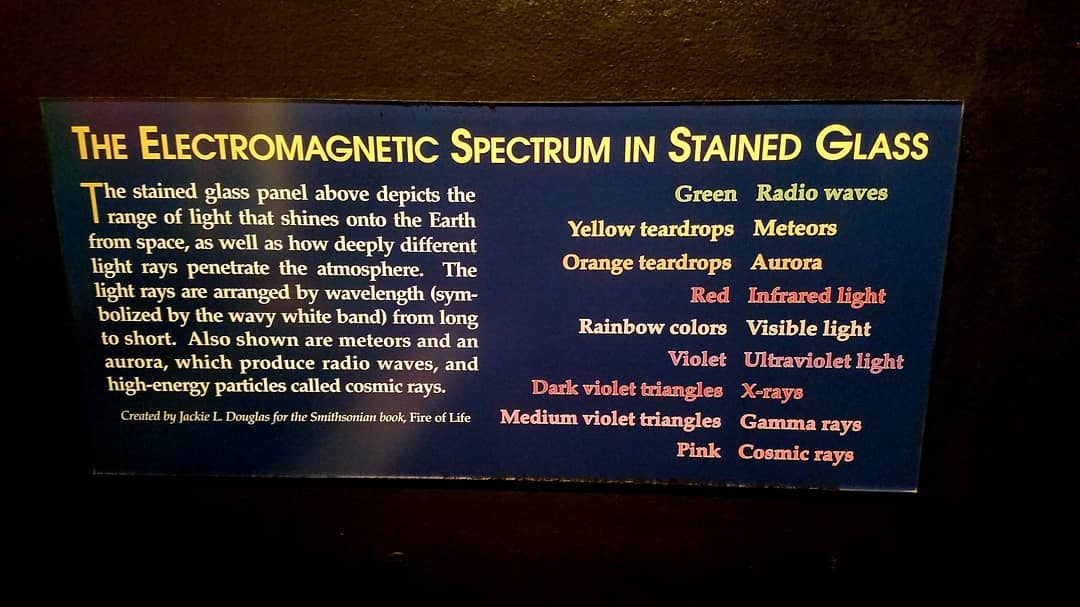 THE ELECTROMAGNETIC SPECTRUM IN STAINED GLASS
The stained glass panel above depicts the
range of light that shines onto the Earth
from space, as well as how deeply different
light rays penetrate the atmosphere. The
light rays are arranged by wavelength (sym-
bolized by the wavy white band) from long
to short. Also shown are meteors and an
aurora, which produce radio waves, and
high-energy particles called cosmic rays.
Created by Jackie L. Douglas for the Smithsonian book, Fire of Life
Green Radio waves
Yellow teardrops Meteors
Orange teardrops Aurora
Red Infrared light
Rainbow colors Visible light
Violet Ultraviolet light
Dark violet triangles X-rays
Medium violet triangles Gamma rays
Pink Cosmic rays